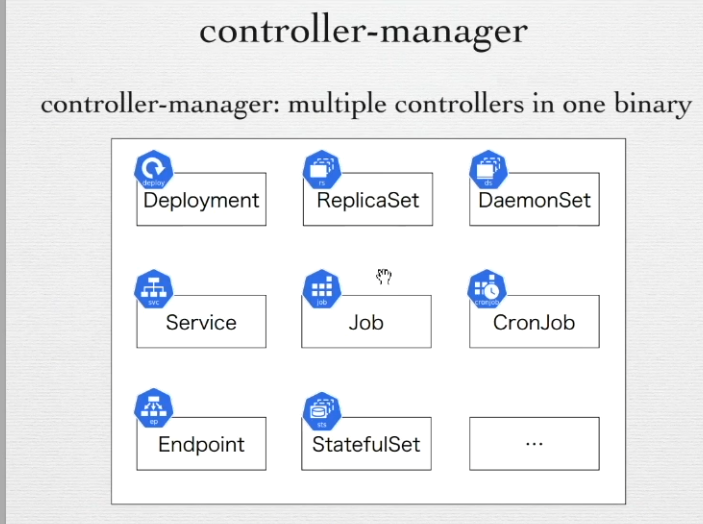 controller-manager
controller-manager: multiple controllers in one binary
deploy
rs
ds
Deployment
ReplicaSet
DaemonSet
svc
job
cronjob
Service
Job
CronJob
ep
sts
Endpoint
StatefulSet
...